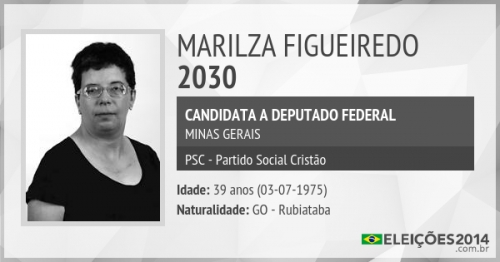 MARILZA FIGUEIREDO
2030
CANDIDATA A DEPUTADO FEDERAL
MINAS GERAIS
PSC - Partido Social Cristão
Idade: 39 anos (03-07-1975)
Naturalidade: GO - Rubiataba
ELEIÇÕES2014
.com.br